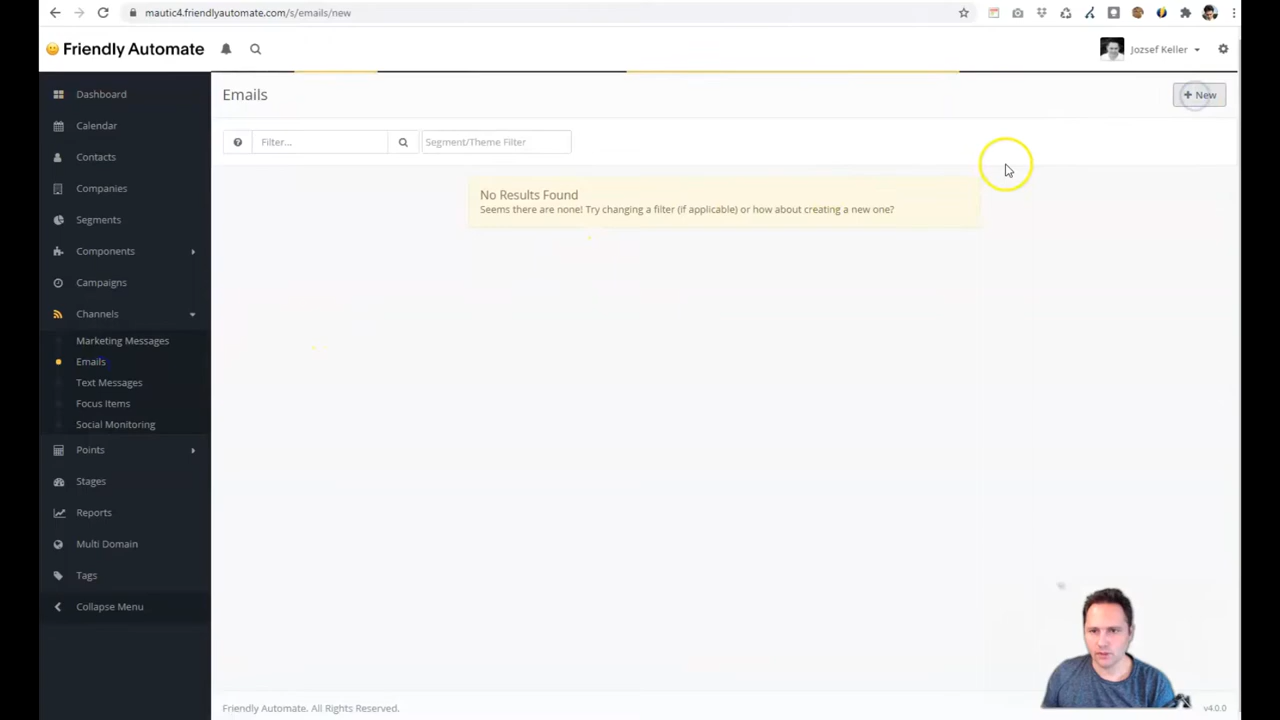 mautic4.friendlyautomate.com/s/emails/new
Friendly Automate
Jozsef Keller
Dashboard
Calendar
Contacts
Companies
Segments
Components
Campaigns
Channels
Marketing Messages
Emails
Text Messages
Focus Items
Social Monitoring
Points
Stages
Reports
Multi Domain
Tags
Collapse Menu
Emails
+ New
Filter...
Segment/Theme Filter
No Results Found
Seems there are none! Try changing a filter (if applicable) or how about creating a new one?
Friendly Automate. All Rights Reserved.
v4.0.0